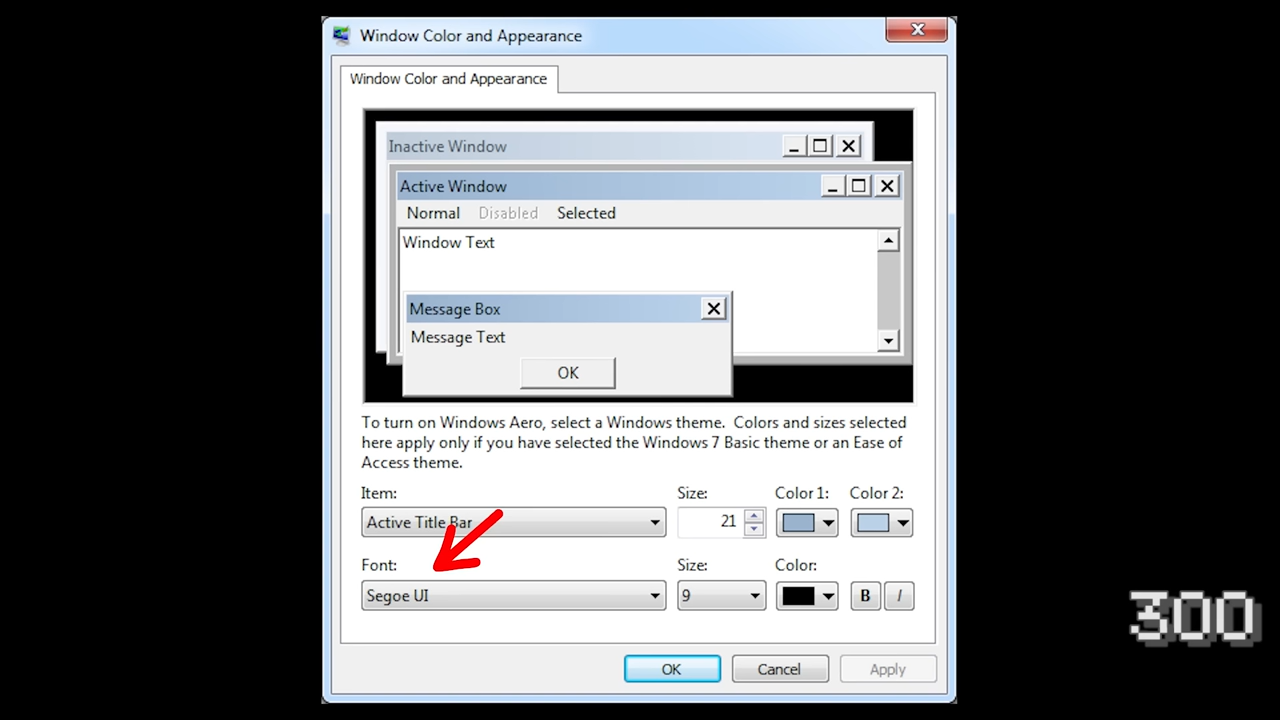 Window Color and Appearance
Window Color and Appearance
Inactive Window
Active Window
Normal Disabled Selected
Window Text
Message Box
Message Text
OK
To turn on Windows Aero, select a Windows theme. Colors and sizes selected
here apply only if you have selected the Windows 7 Basic theme or an Ease of
Access theme.
Item: Size: Color 1: Color 2:
Active Title Bar 21
Font: Size: Color:
Segoe UI 9 B I
300
OK Cancel Apply